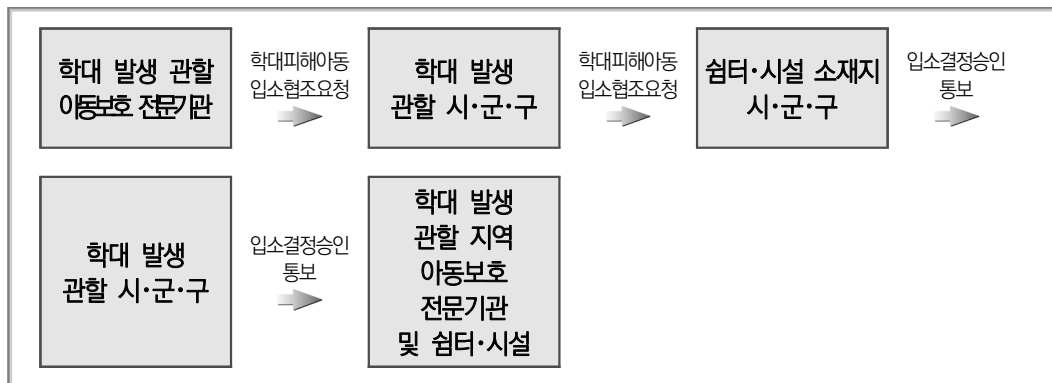 학대 발생 관할
아동보호 전문기관
학대피해아동
입소협조요청
학대 발생
관할 시·군·구
학대피해아동
입소협조요청
쉼터·시설 소재지
시·군·구
입소결정승인
통보
학대 발생
관할 시·군·구
입소결정승인
통보
학대 발생
관할 지역
아동보호
전문기관
및 쉼터·시설